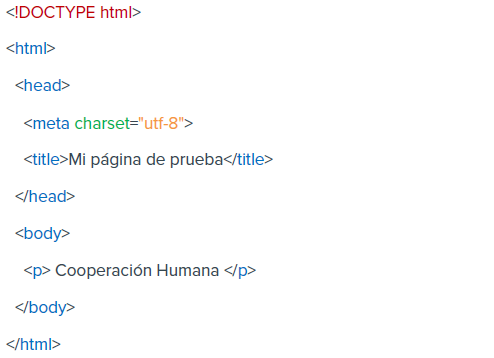 <!DOCTYPE html>
<html>
<head>
<meta charset="utf-8">
<title>Mi página de prueba</title>
</head>
<body>
<p> Cooperación Humana </p>
</body>
</html>